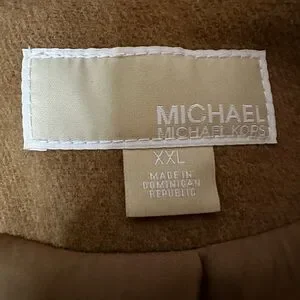 MICHAEL
MICHAEL KORS
XXL
MADE IN
DOMINICAN
REPUBLIC